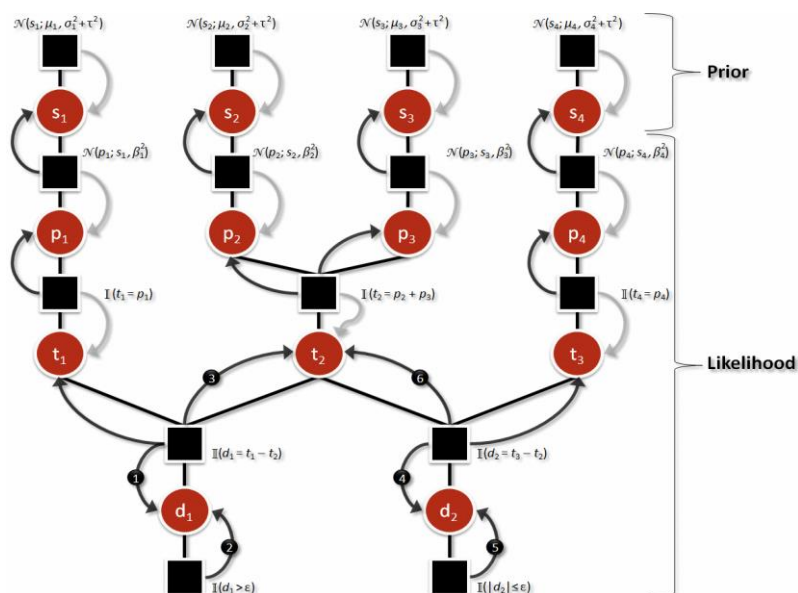 𝒩(s₁; μ₁, σ₁²+τ²) 𝒩(s₂; μ₂, σ₂²+τ²) 𝒩(s₃; μ₃, σ₃²+τ²) 𝒩(s₄; μ₄, σ₄²+τ²)
Prior
s₁ s₂ s₃ s₄
𝒩(p₁; s₁, β₁²) 𝒩(p₂; s₂, β₂²) 𝒩(p₃; s₃, β₃²) 𝒩(p₄; s₄, β₄²)
p₁ p₂ p₃ p₄
𝕀(t₁ = p₁) 𝕀(t₂ = p₂ + p₃) 𝕀(t₄ = p₄)
t₁ t₂ t₃
Likelihood
3 6
𝕀(d₁ = t₁ − t₂) 𝕀(d₂ = t₃ − t₂)
1 4
d₁ d₂
2 5
𝕀(d₁ > ε) 𝕀(|d₂| ≤ ε)